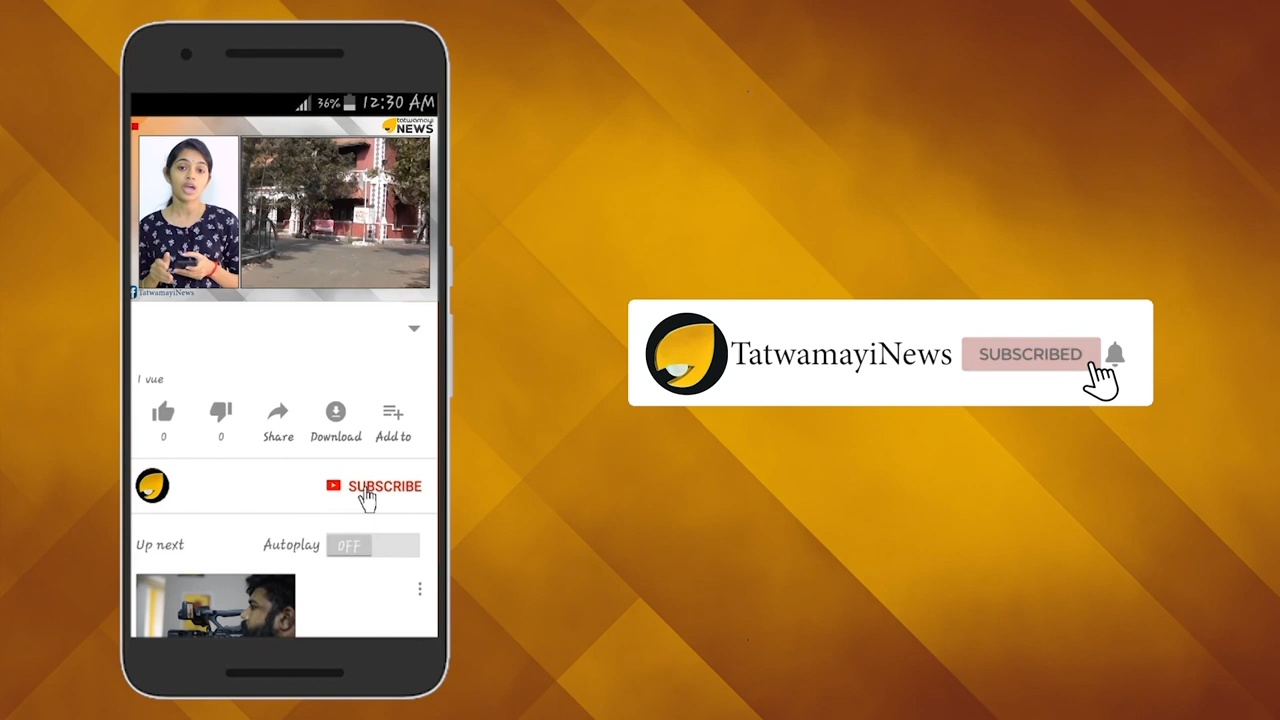 36% 12:30 AM
tatwamayi
NEWS
TatwamayiNews
1 vue
0
0
Share
Download
Add to
SUBSCRIBE
Up next
Autoplay
OFF
TatwamayiNews
SUBSCRIBED